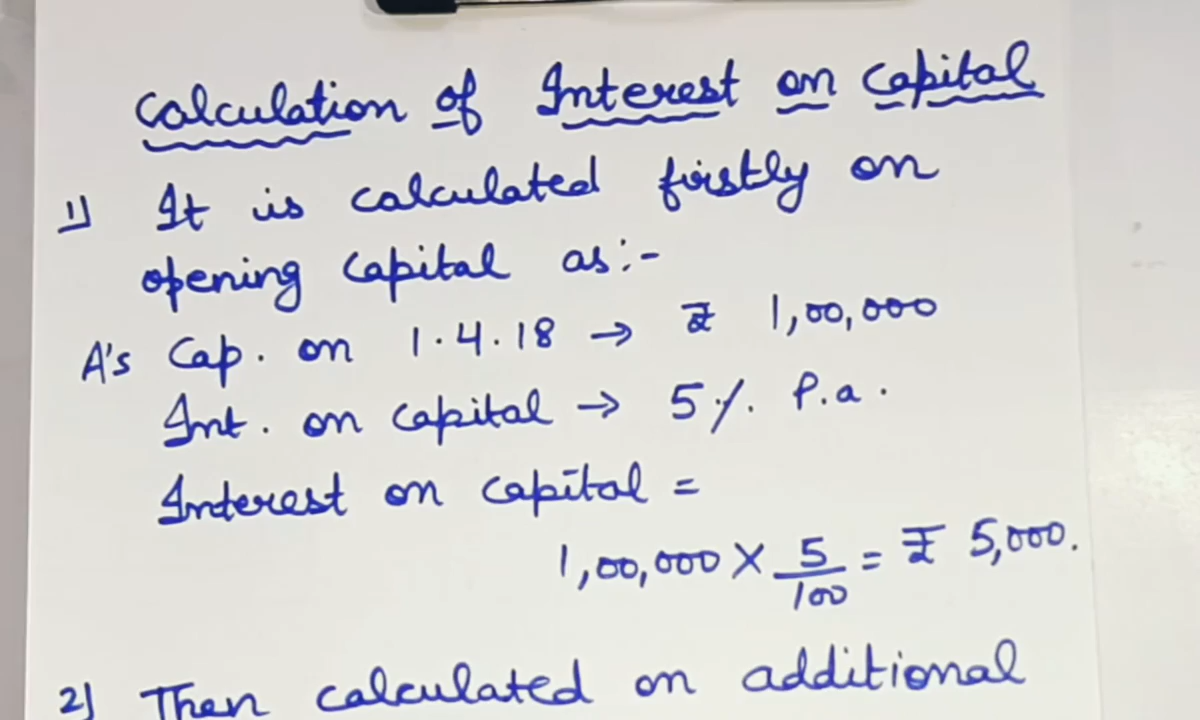 Calculation of Interest on Capital
1) It is calculated firstly on
opening capital as:-
A's Cap. on 1.4.18 → ₹ 1,00,000
Int. on capital → 5% P.a.
Interest on capital =
1,00,000 × 5/100 = ₹ 5,000.
2) Then calculated on additional